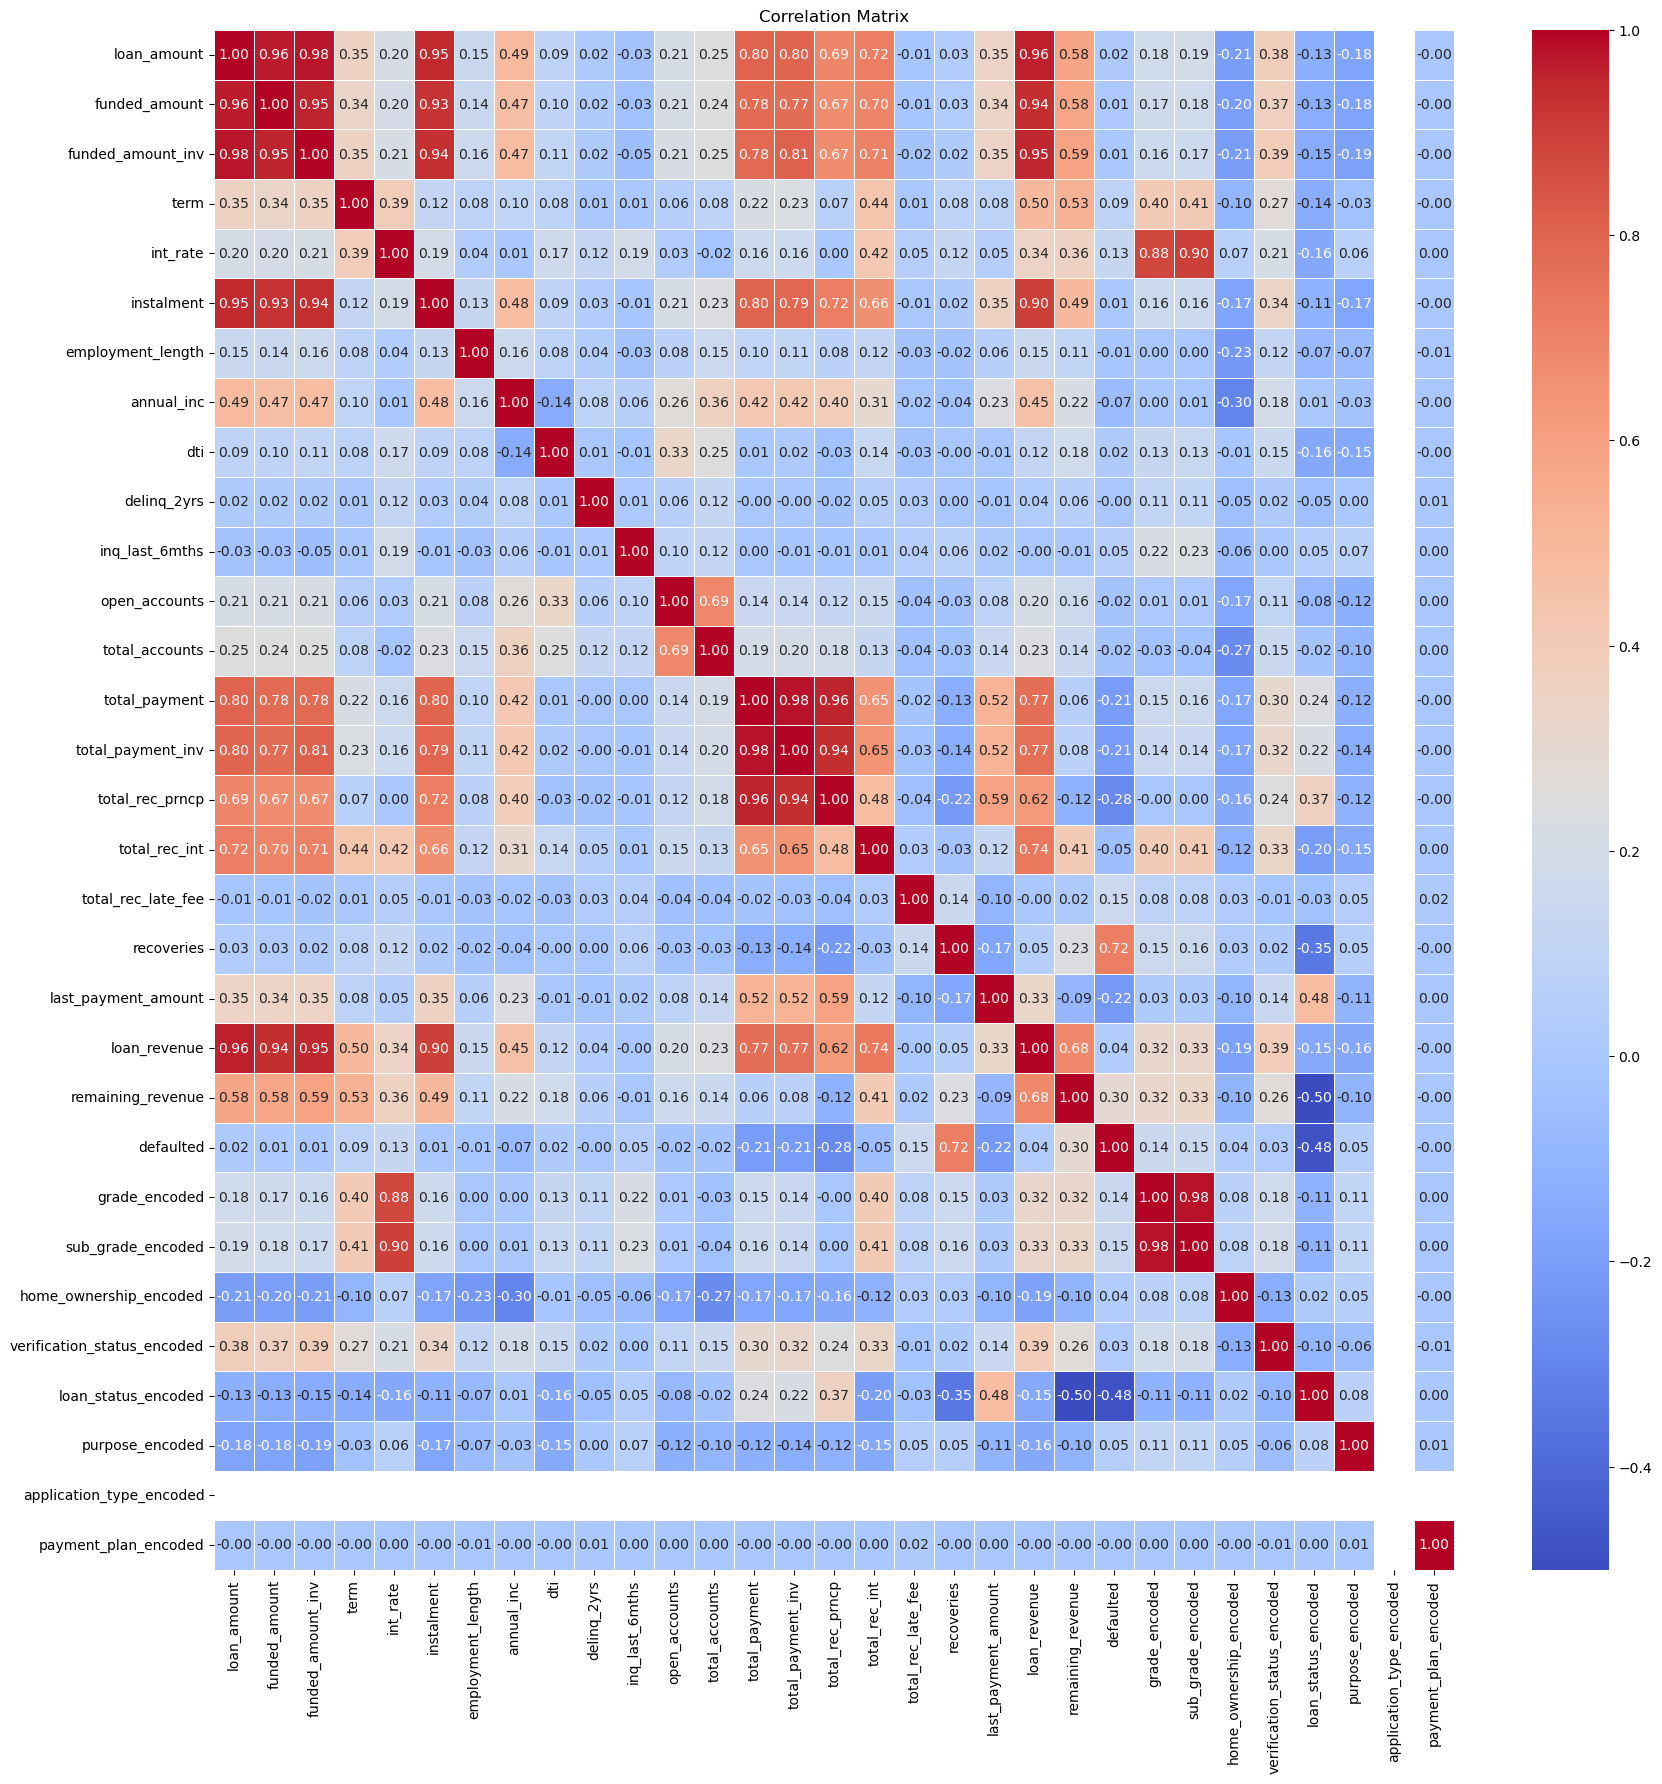 Correlation Matrix
loan_amount 1.00 0.96 0.98 0.35 0.20 0.95 0.15 0.49 0.09 0.02 -0.03 0.21 0.25 0.80 0.80 0.69 0.72 -0.01 0.03 0.35 0.96 0.58 0.02 0.18 0.19 -0.21 0.38 -0.13 -0.18 -0.00
funded_amount 0.96 1.00 0.95 0.34 0.20 0.93 0.14 0.47 0.10 0.02 -0.03 0.21 0.24 0.78 0.77 0.67 0.70 -0.01 0.03 0.34 0.94 0.58 0.01 0.17 0.18 -0.20 0.37 -0.13 -0.18 -0.00
funded_amount_inv 0.98 0.95 1.00 0.35 0.21 0.94 0.16 0.47 0.11 0.02 -0.05 0.21 0.25 0.78 0.81 0.67 0.71 -0.02 0.02 0.35 0.95 0.59 0.01 0.16 0.17 -0.21 0.39 -0.15 -0.19 -0.00
term 0.35 0.34 0.35 1.00 0.39 0.12 0.08 0.10 0.08 0.01 0.01 0.06 0.08 0.22 0.23 0.07 0.44 0.01 0.08 0.08 0.50 0.53 0.09 0.40 0.41 -0.10 0.27 -0.14 -0.03 -0.00
int_rate 0.20 0.20 0.21 0.39 1.00 0.19 0.04 0.01 0.17 0.12 0.19 0.03 -0.02 0.16 0.16 0.00 0.42 0.05 0.12 0.05 0.34 0.36 0.13 0.88 0.90 0.07 0.21 -0.16 0.06 0.00
instalment 0.95 0.93 0.94 0.12 0.19 1.00 0.13 0.48 0.09 0.03 -0.01 0.21 0.23 0.80 0.79 0.72 0.66 -0.01 0.02 0.35 0.90 0.49 0.01 0.16 0.16 -0.17 0.34 -0.11 -0.17 -0.00
employment_length 0.15 0.14 0.16 0.08 0.04 0.13 1.00 0.16 0.08 0.04 -0.03 0.08 0.15 0.10 0.11 0.08 0.12 -0.03 -0.02 0.06 0.15 0.11 -0.01 0.00 0.00 -0.23 0.12 -0.07 -0.07 -0.01
annual_inc 0.49 0.47 0.47 0.10 0.01 0.48 0.16 1.00 -0.14 0.08 0.06 0.26 0.36 0.42 0.42 0.40 0.31 -0.02 -0.04 0.23 0.45 0.22 -0.07 0.00 0.01 -0.30 0.18 0.01 -0.03 -0.00
dti 0.09 0.10 0.11 0.08 0.17 0.09 0.08 -0.14 1.00 0.01 -0.01 0.33 0.25 0.01 0.02 -0.03 0.14 -0.03 -0.00 -0.01 0.12 0.18 0.02 0.13 0.13 -0.01 0.15 -0.16 -0.15 -0.00
delinq_2yrs 0.02 0.02 0.02 0.01 0.12 0.03 0.04 0.08 0.01 1.00 0.01 0.06 0.12 -0.00 -0.00 -0.02 0.05 0.03 0.00 -0.01 0.04 0.06 -0.00 0.11 0.11 -0.05 0.02 -0.05 0.00 0.01
inq_last_6mths -0.03 -0.03 -0.05 0.01 0.19 -0.01 -0.03 0.06 -0.01 0.01 1.00 0.10 0.12 0.00 -0.01 -0.01 0.01 0.04 0.06 0.02 -0.00 -0.01 0.05 0.22 0.23 -0.06 0.00 0.05 0.07 0.00
open_accounts 0.21 0.21 0.21 0.06 0.03 0.21 0.08 0.26 0.33 0.06 0.10 1.00 0.69 0.14 0.14 0.12 0.15 -0.04 -0.03 0.08 0.20 0.16 -0.02 0.01 0.01 -0.17 0.11 -0.08 -0.12 0.00
total_accounts 0.25 0.24 0.25 0.08 -0.02 0.23 0.15 0.36 0.25 0.12 0.12 0.69 1.00 0.19 0.20 0.18 0.13 -0.04 -0.03 0.14 0.23 0.14 -0.02 -0.03 -0.04 -0.27 0.15 -0.02 -0.10 0.00
total_payment 0.80 0.78 0.78 0.22 0.16 0.80 0.10 0.42 0.01 -0.00 0.00 0.14 0.19 1.00 0.98 0.96 0.65 -0.02 -0.13 0.52 0.77 0.06 -0.21 0.15 0.16 -0.17 0.30 0.24 -0.12 -0.00
total_payment_inv 0.80 0.77 0.81 0.23 0.16 0.79 0.11 0.42 0.02 -0.00 -0.01 0.14 0.20 0.98 1.00 0.94 0.65 -0.03 -0.14 0.52 0.77 0.08 -0.21 0.14 0.14 -0.17 0.32 0.22 -0.14 -0.00
total_rec_prncp 0.69 0.67 0.67 0.07 0.00 0.72 0.08 0.40 -0.03 -0.02 -0.01 0.12 0.18 0.96 0.94 1.00 0.48 -0.04 -0.22 0.59 0.62 -0.12 -0.28 -0.00 0.00 -0.16 0.24 0.37 -0.12 -0.00
total_rec_int 0.72 0.70 0.71 0.44 0.42 0.66 0.12 0.31 0.14 0.05 0.01 0.15 0.13 0.65 0.65 0.48 1.00 0.03 -0.03 0.12 0.74 0.41 -0.05 0.40 0.41 -0.12 0.33 -0.20 -0.15 0.00
total_rec_late_fee -0.01 -0.01 -0.02 0.01 0.05 -0.01 -0.03 -0.02 -0.03 0.03 0.04 -0.04 -0.04 -0.02 -0.03 -0.04 0.03 1.00 0.14 -0.10 -0.00 0.02 0.15 0.08 0.08 0.03 -0.01 -0.03 0.05 0.02
recoveries 0.03 0.03 0.02 0.08 0.12 0.02 -0.02 -0.04 -0.00 0.00 0.06 -0.03 -0.03 -0.13 -0.14 -0.22 -0.03 0.14 1.00 -0.17 0.05 0.23 0.72 0.15 0.16 0.03 0.02 -0.35 0.05 -0.00
last_payment_amount 0.35 0.34 0.35 0.08 0.05 0.35 0.06 0.23 -0.01 -0.01 0.02 0.08 0.14 0.52 0.52 0.59 0.12 -0.10 -0.17 1.00 0.33 -0.09 -0.22 0.03 0.03 -0.10 0.14 0.48 -0.11 0.00
loan_revenue 0.96 0.94 0.95 0.50 0.34 0.90 0.15 0.45 0.12 0.04 -0.00 0.20 0.23 0.77 0.77 0.62 0.74 -0.00 0.05 0.33 1.00 0.68 0.04 0.32 0.33 -0.19 0.39 -0.15 -0.16 -0.00
remaining_revenue 0.58 0.58 0.59 0.53 0.36 0.49 0.11 0.22 0.18 0.06 -0.01 0.16 0.14 0.06 0.08 -0.12 0.41 0.02 0.23 -0.09 0.68 1.00 0.30 0.32 0.33 -0.10 0.26 -0.50 -0.10 -0.00
defaulted 0.02 0.01 0.01 0.09 0.13 0.01 -0.01 -0.07 0.02 -0.00 0.05 -0.02 -0.02 -0.21 -0.21 -0.28 -0.05 0.15 0.72 -0.22 0.04 0.30 1.00 0.14 0.15 0.04 0.03 -0.48 0.05 -0.00
grade_encoded 0.18 0.17 0.16 0.40 0.88 0.16 0.00 0.00 0.13 0.11 0.22 0.01 -0.03 0.15 0.14 -0.00 0.40 0.08 0.15 0.03 0.32 0.32 0.14 1.00 0.98 0.08 0.18 -0.11 0.11 0.00
sub_grade_encoded 0.19 0.18 0.17 0.41 0.90 0.16 0.00 0.01 0.13 0.11 0.23 0.01 -0.04 0.16 0.14 0.00 0.41 0.08 0.16 0.03 0.33 0.33 0.15 0.98 1.00 0.08 0.18 -0.11 0.11 0.00
home_ownership_encoded -0.21 -0.20 -0.21 -0.10 0.07 -0.17 -0.23 -0.30 -0.01 -0.05 -0.06 -0.17 -0.27 -0.17 -0.17 -0.16 -0.12 0.03 0.03 -0.10 -0.19 -0.10 0.04 0.08 0.08 1.00 -0.13 0.02 0.05 -0.00
verification_status_encoded 0.38 0.37 0.39 0.27 0.21 0.34 0.12 0.18 0.15 0.02 0.00 0.11 0.15 0.30 0.32 0.24 0.33 -0.01 0.02 0.14 0.39 0.26 0.03 0.18 0.18 -0.13 1.00 -0.10 -0.06 -0.01
loan_status_encoded -0.13 -0.13 -0.15 -0.14 -0.16 -0.11 -0.07 0.01 -0.16 -0.05 0.05 -0.08 -0.02 0.24 0.22 0.37 -0.20 -0.03 -0.35 0.48 -0.15 -0.50 -0.48 -0.11 -0.11 0.02 -0.10 1.00 0.08 0.00
purpose_encoded -0.18 -0.18 -0.19 -0.03 0.06 -0.17 -0.07 -0.03 -0.15 0.00 0.07 -0.12 -0.10 -0.12 -0.14 -0.12 -0.15 0.05 0.05 -0.11 -0.16 -0.10 0.05 0.11 0.11 0.05 -0.06 0.08 1.00 0.01
application_type_encoded
payment_plan_encoded -0.00 -0.00 -0.00 -0.00 0.00 -0.00 -0.01 -0.00 -0.00 0.01 0.00 0.00 0.00 -0.00 -0.00 -0.00 0.00 0.02 -0.00 0.00 -0.00 -0.00 -0.00 0.00 0.00 -0.00 -0.01 0.00 0.01 1.00
loan_amount
funded_amount
funded_amount_inv
term
int_rate
instalment
employment_length
annual_inc
dti
delinq_2yrs
inq_last_6mths
open_accounts
total_accounts
total_payment
total_payment_inv
total_rec_prncp
total_rec_int
total_rec_late_fee
recoveries
last_payment_amount
loan_revenue
remaining_revenue
defaulted
grade_encoded
sub_grade_encoded
home_ownership_encoded
verification_status_encoded
loan_status_encoded
purpose_encoded
application_type_encoded
payment_plan_encoded
1.0
0.8
0.6
0.4
0.2
0.0
−0.2
−0.4